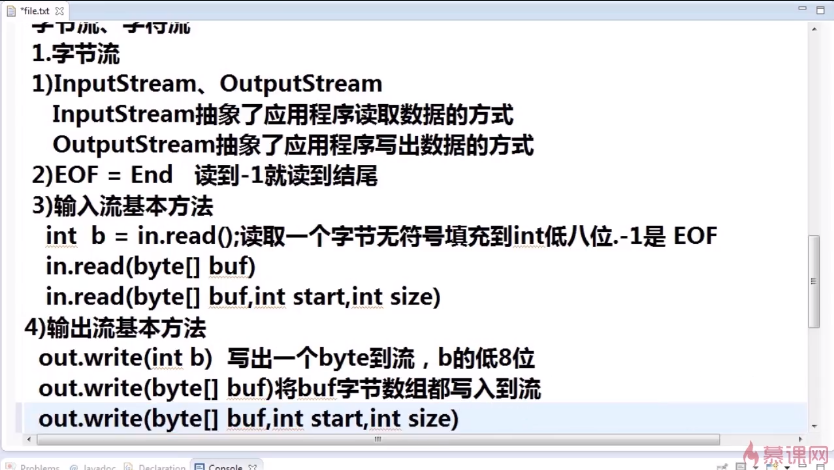 *file.txt
字节流、字符流
1.字节流
1)InputStream、OutputStream
InputStream抽象了应用程序读取数据的方式
OutputStream抽象了应用程序写出数据的方式
2)EOF = End   读到-1就读到结尾
3)输入流基本方法
int  b = in.read();读取一个字节无符号填充到int低八位.-1是 EOF
in.read(byte[] buf)
in.read(byte[] buf,int start,int size)
4)输出流基本方法
out.write(int b)  写出一个byte到流，b的低8位
out.write(byte[] buf)将buf字节数组都写入到流
out.write(byte[] buf,int start,int size)
Problems @ Javadoc Declaration Console
慕课网